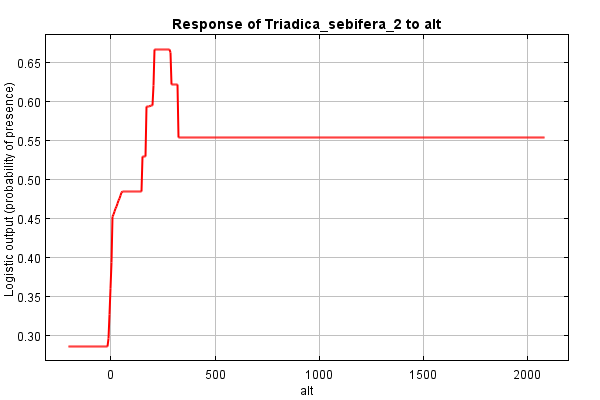 Response of Triadica_sebifera_2 to alt
Logistic output (probability of presence)
0.65
0.60
0.55
0.50
0.45
0.40
0.35
0.30
0 500 1000 1500 2000
alt